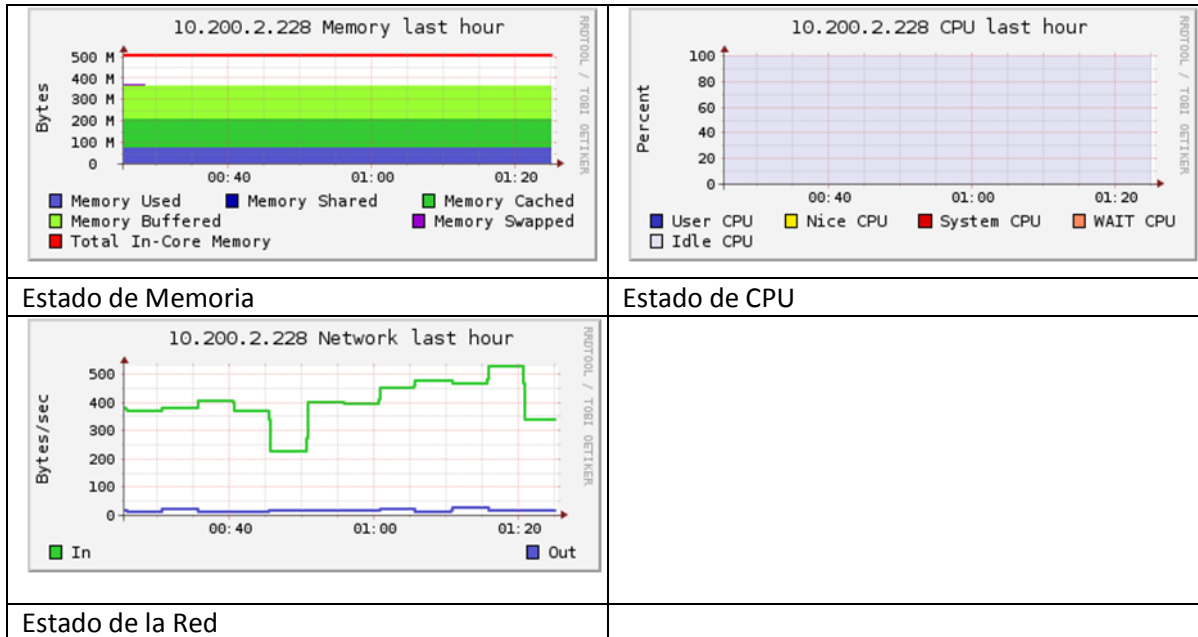 10.200.2.228 Memory last hour
RRDTOOL / TOBI OETIKER
Bytes
500 M
400 M
300 M
200 M
100 M
0
00:40 01:00 01:20
Memory Used Memory Shared Memory Cached
Memory Buffered Memory Swapped
Total In-Core Memory
10.200.2.228 CPU last hour
RRDTOOL / TOBI OETIKER
Percent
100
80
60
40
20
0
00:40 01:00 01:20
User CPU Nice CPU System CPU WAIT CPU
Idle CPU
Estado de Memoria
Estado de CPU
10.200.2.228 Network last hour
RRDTOOL / TOBI OETIKER
Bytes/sec
500
400
300
200
100
0
00:40 01:00 01:20
In Out
Estado de la Red